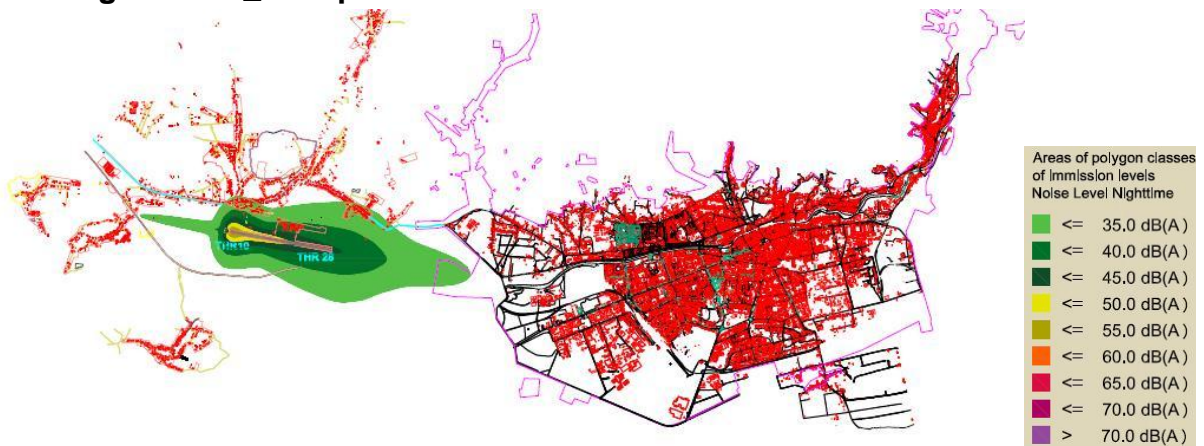 THR10
THR 28
Areas of polygon classes
of immission levels
Noise Level Nighttime
<= 35.0 dB(A)
<= 40.0 dB(A)
<= 45.0 dB(A)
<= 50.0 dB(A)
<= 55.0 dB(A)
<= 60.0 dB(A)
<= 65.0 dB(A)
<= 70.0 dB(A)
> 70.0 dB(A)